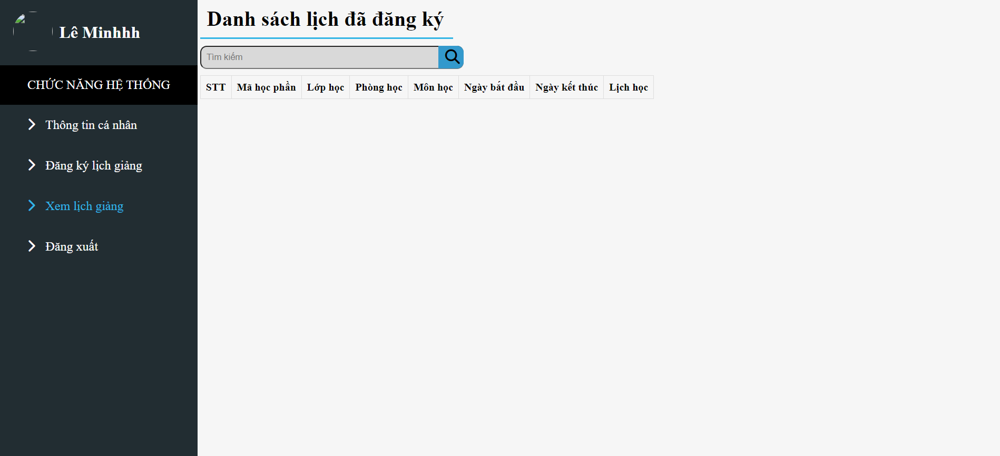 Lê Minhhh
CHỨC NĂNG HỆ THỐNG
Thông tin cá nhân
Đăng ký lịch giảng
Xem lịch giảng
Đăng xuất
Danh sách lịch đã đăng ký
Tìm kiếm
STT Mã học phần Lớp học Phòng học Môn học Ngày bắt đầu Ngày kết thúc Lịch học